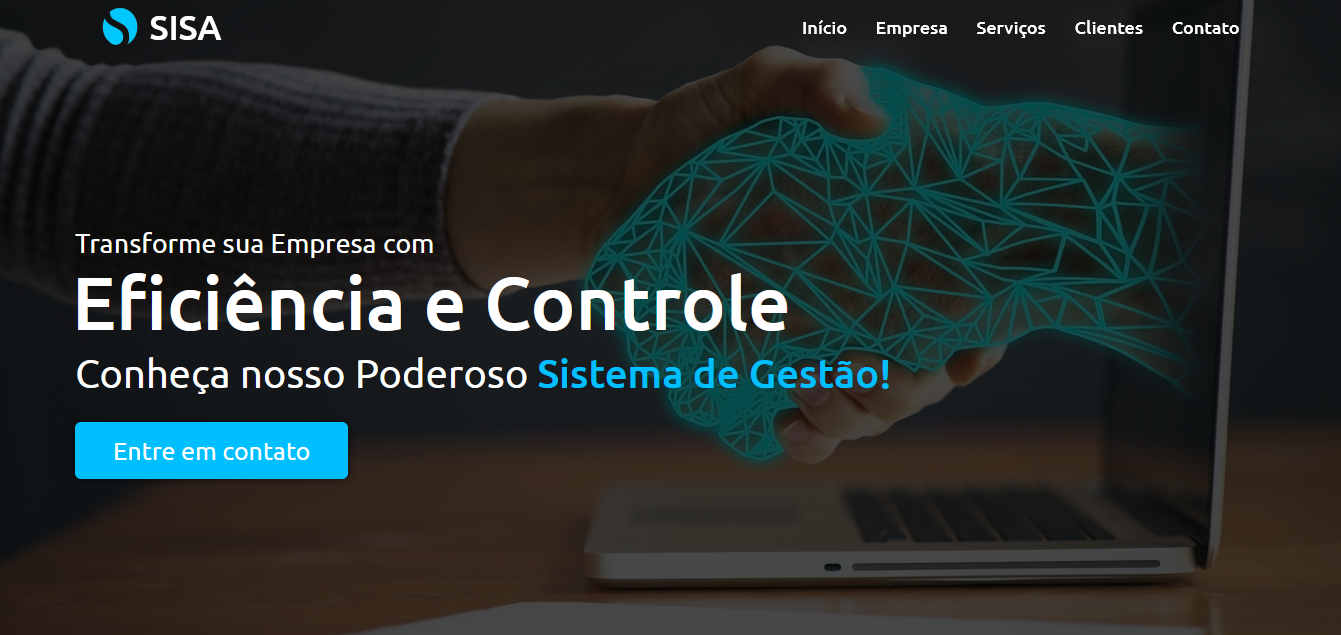 SISA
Início Empresa Serviços Clientes Contato
Transforme sua Empresa com
Eficiência e Controle
Conheça nosso Poderoso Sistema de Gestão!
Entre em contato